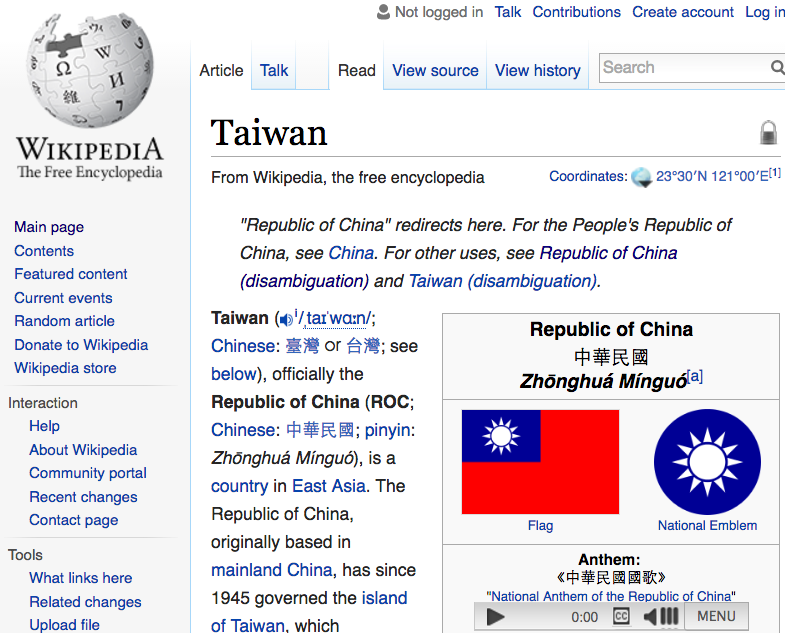 Not logged in Talk Contributions Create account Log in
Article Talk Read View source View history Search
WIKIPEDIA
The Free Encyclopedia
Main page
Contents
Featured content
Current events
Random article
Donate to Wikipedia
Wikipedia store
Interaction
Help
About Wikipedia
Community portal
Recent changes
Contact page
Tools
What links here
Related changes
Upload file
Taiwan
From Wikipedia, the free encyclopedia
Coordinates: 23°30′N 121°00′E[1]
"Republic of China" redirects here. For the People's Republic of
China, see China. For other uses, see Republic of China
(disambiguation) and Taiwan (disambiguation).
Taiwan (i/ˌtaɪˈwɑːn/;
Chinese: 臺灣 or 台灣; see
below), officially the
Republic of China (ROC;
Chinese: 中華民國; pinyin:
Zhōnghuá Mínguó), is a
country in East Asia. The
Republic of China,
originally based in
mainland China, has since
1945 governed the island
of Taiwan, which
Republic of China
中華民國
Zhōnghuá Mínguó[a]
Flag
National Emblem
Anthem:
《中華民國國歌》
"National Anthem of the Republic of China"
0:00 CC MENU